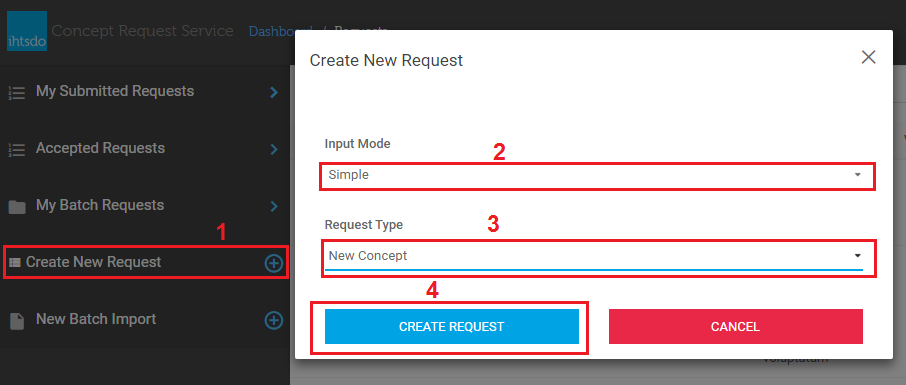 ihtsdo
Concept Request Service
Dashboard / Requests
My Submitted Requests
Accepted Requests
My Batch Requests
1
Create New Request
New Batch Import
Create New Request
Input Mode
2
Simple
Request Type
3
New Concept
4
CREATE REQUEST
CANCEL
voluptatum